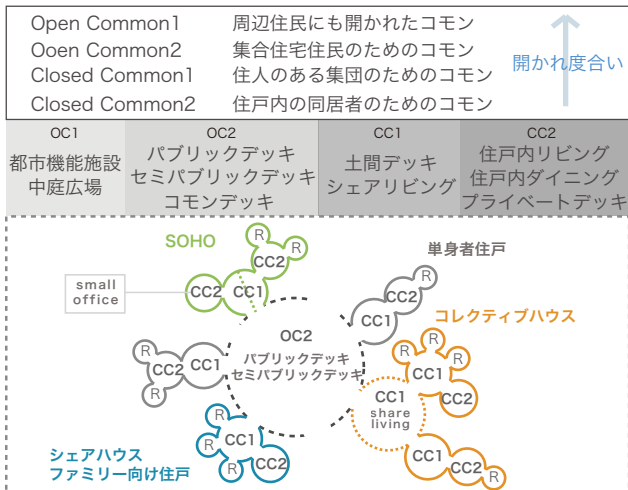 Open Common1 周辺住民にも開かれたコモン
Ooen Common2 集合住宅住民のためのコモン
Closed Common1 住人のある集団のためのコモン
Closed Common2 住戸内の同居者のためのコモン
開かれ度合い
OC1
都市機能施設
中庭広場
OC2
パブリックデッキ
セミパブリックデッキ
コモンデッキ
CC1
土間デッキ
シェアリビング
CC2
住戸内リビング
住戸内ダイニング
プライベートデッキ
SOHO
R
R
CC2
CC1
CC2
small
office
単身者住戸
R
CC2
CC1
OC2
パブリックデッキ
セミパブリックデッキ
R
CC2
CC1
R
コレクティブハウス
R
R
R
CC1
CC2
CC1
share
living
CC1
CC2
R
シェアハウス
ファミリー向け住戸
R
R
R
CC1
CC2